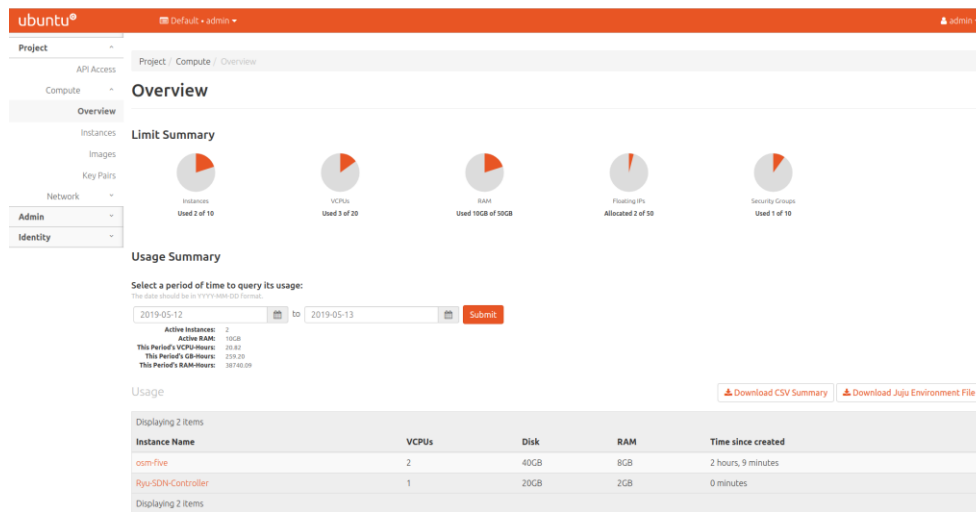 ubuntu®
Default • admin
admin
Project
API Access
Compute
Overview
Instances
Images
Key Pairs
Network
Admin
Identity
Project / Compute / Overview
Overview
Limit Summary
Instances
Used 2 of 10
VCPUs
Used 3 of 20
RAM
Used 10GB of 50GB
Floating IPs
Allocated 2 of 50
Security Groups
Used 1 of 10
Usage Summary
Select a period of time to query its usage:
The date should be in YYYY-MM-DD format.
2019-05-12 to 2019-05-13 Submit
Active Instances: 2
Active RAM: 10GB
This Period's VCPU-Hours: 20.82
This Period's GB-Hours: 259.20
This Period's RAM-Hours: 38740.09
Usage
Download CSV Summary
Download Juju Environment File
Displaying 2 items
Instance Name VCPUs Disk RAM Time since created
osm-five 2 40GB 8GB 2 hours, 9 minutes
Ryu-SDN-Controller 1 20GB 2GB 0 minutes
Displaying 2 items